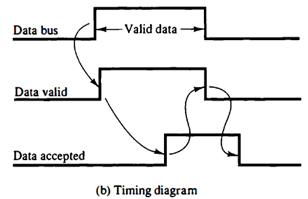 Data bus
Valid data
Data valid
Data accepted
(b) Timing diagram